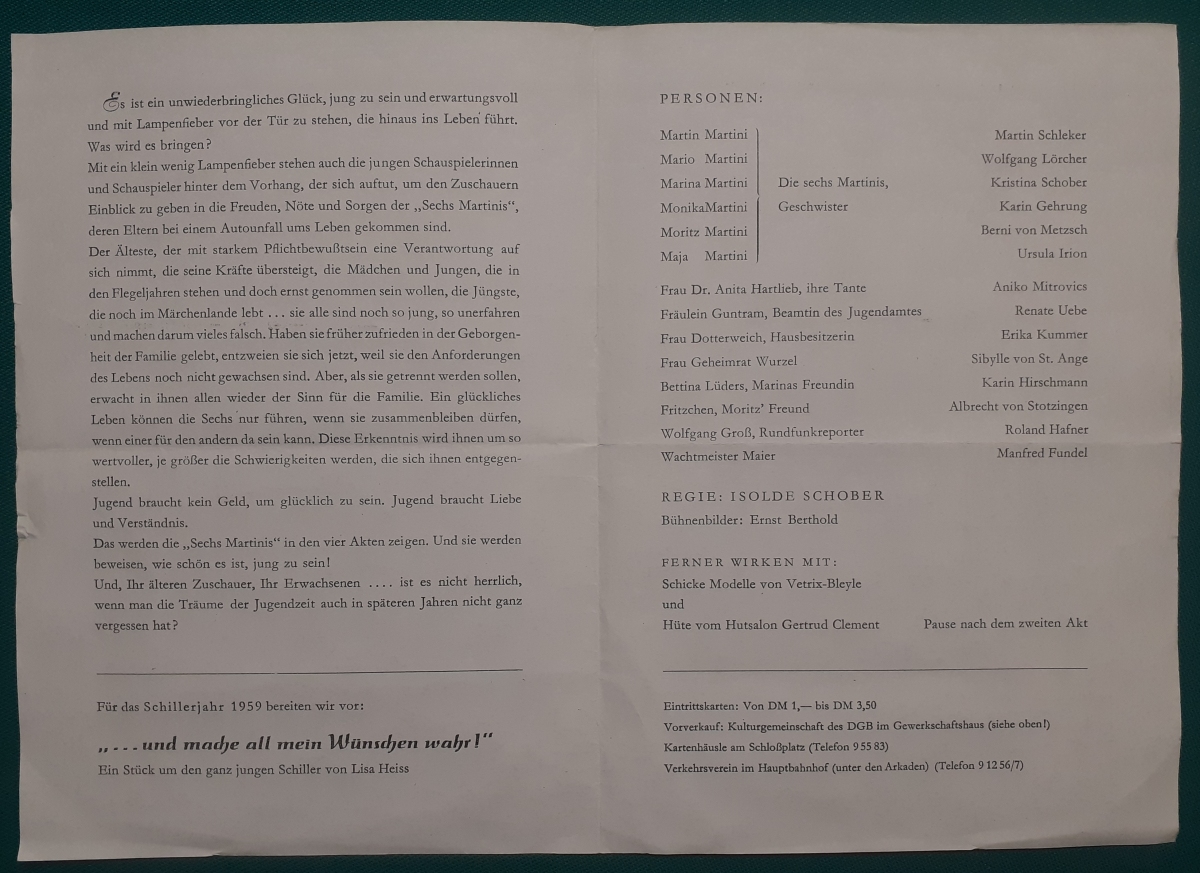 Es ist ein unwiederbringliches Glück, jung zu sein und erwartungsvoll
und mit Lampenfieber vor der Tür zu stehen, die hinaus ins Leben führt.
Was wird es bringen?
Mit ein klein wenig Lampenfieber stehen auch die jungen Schauspielerinnen
und Schauspieler hinter dem Vorhang, der sich auftut, um den Zuschauern
Einblick zu geben in die Freuden, Nöte und Sorgen der „Sechs Martinis“,
deren Eltern bei einem Autounfall ums Leben gekommen sind.
Der Älteste, der mit starkem Pflichtbewußtsein eine Verantwortung auf
sich nimmt, die seine Kräfte übersteigt, die Mädchen und Jungen, die in
den Flegeljahren stehen und doch ernst genommen sein wollen, die Jüngste,
die noch im Märchenlande lebt ... sie alle sind noch so jung, so unerfahren
und machen darum vieles falsch. Haben sie früher zufrieden in der Geborgen-
heit der Familie gelebt, entzweien sie sich jetzt, weil sie den Anforderungen
des Lebens noch nicht gewachsen sind. Aber, als sie getrennt werden sollen,
erwacht in ihnen allen wieder der Sinn für die Familie. Ein glückliches
Leben können die Sechs nur führen, wenn sie zusammenbleiben dürfen,
wenn einer für den andern da sein kann. Diese Erkenntnis wird ihnen um so
wertvoller, je größer die Schwierigkeiten werden, die sich ihnen entgegen-
stellen.
Jugend braucht kein Geld, um glücklich zu sein. Jugend braucht Liebe
und Verständnis.
Das werden die „Sechs Martinis“ in den vier Akten zeigen. Und sie werden
beweisen, wie schön es ist, jung zu sein!
Und, Ihr älteren Zuschauer, Ihr Erwachsenen .... ist es nicht herrlich,
wenn man die Träume der Jugendzeit auch in späteren Jahren nicht ganz
vergessen hat?
Für das Schillerjahr 1959 bereiten wir vor:
„...und mache all mein Wünschen wahr!“
Ein Stück um den ganz jungen Schiller von Lisa Heiss
PERSONEN:
Martin Martini Martin Schleker
Mario Martini Wolfgang Lörcher
Marina Martini Die sechs Martinis, Kristina Schober
Monika Martini Geschwister Karin Gehrung
Moritz Martini Berni von Metzsch
Maja Martini Ursula Irion
Frau Dr. Anita Hartlieb, ihre Tante Aniko Mitrovics
Fräulein Guntram, Beamtin des Jugendamtes Renate Uebe
Frau Dotterweich, Hausbesitzerin Erika Kummer
Frau Geheimrat Wurzel Sibylle von St. Ange
Bettina Lüders, Marinas Freundin Karin Hirschmann
Fritzchen, Moritz’ Freund Albrecht von Stotzingen
Wolfgang Groß, Rundfunkreporter Roland Hafner
Wachtmeister Maier Manfred Fundel
REGIE: ISOLDE SCHOBER
Bühnenbilder: Ernst Berthold
FERNER WIRKEN MIT:
Schicke Modelle von Vetrix-Bleyle
und
Hüte vom Hutsalon Gertrud Clement Pause nach dem zweiten Akt
Eintrittskarten: Von DM 1,— bis DM 3,50
Vorverkauf: Kulturgemeinschaft des DGB im Gewerkschaftshaus (siehe oben!)
Kartenhäusle am Schloßplatz (Telefon 9 55 83)
Verkehrsverein im Hauptbahnhof (unter den Arkaden) (Telefon 9 12 56/7)